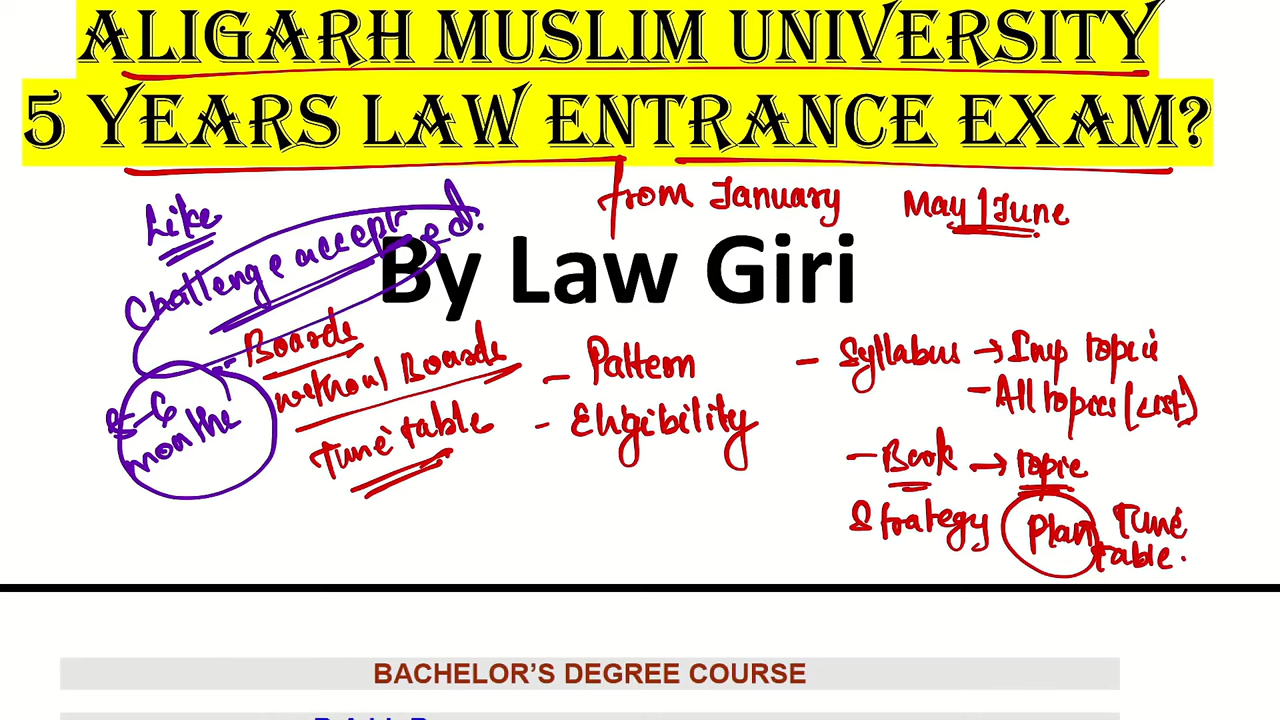 ALIGARH MUSLIM UNIVERSITY
5 YEARS LAW ENTRANCE EXAM?
from January May/June
Like
Challenge accepted.
By Law Giri
Boards
without Boards
Time table
5-6
months
- Pattern
- Eligibility
- Syllabus → Imp topic
- All topics (List)
- Book → topic
Strategy Plan Time
table.
BACHELOR'S DEGREE COURSE